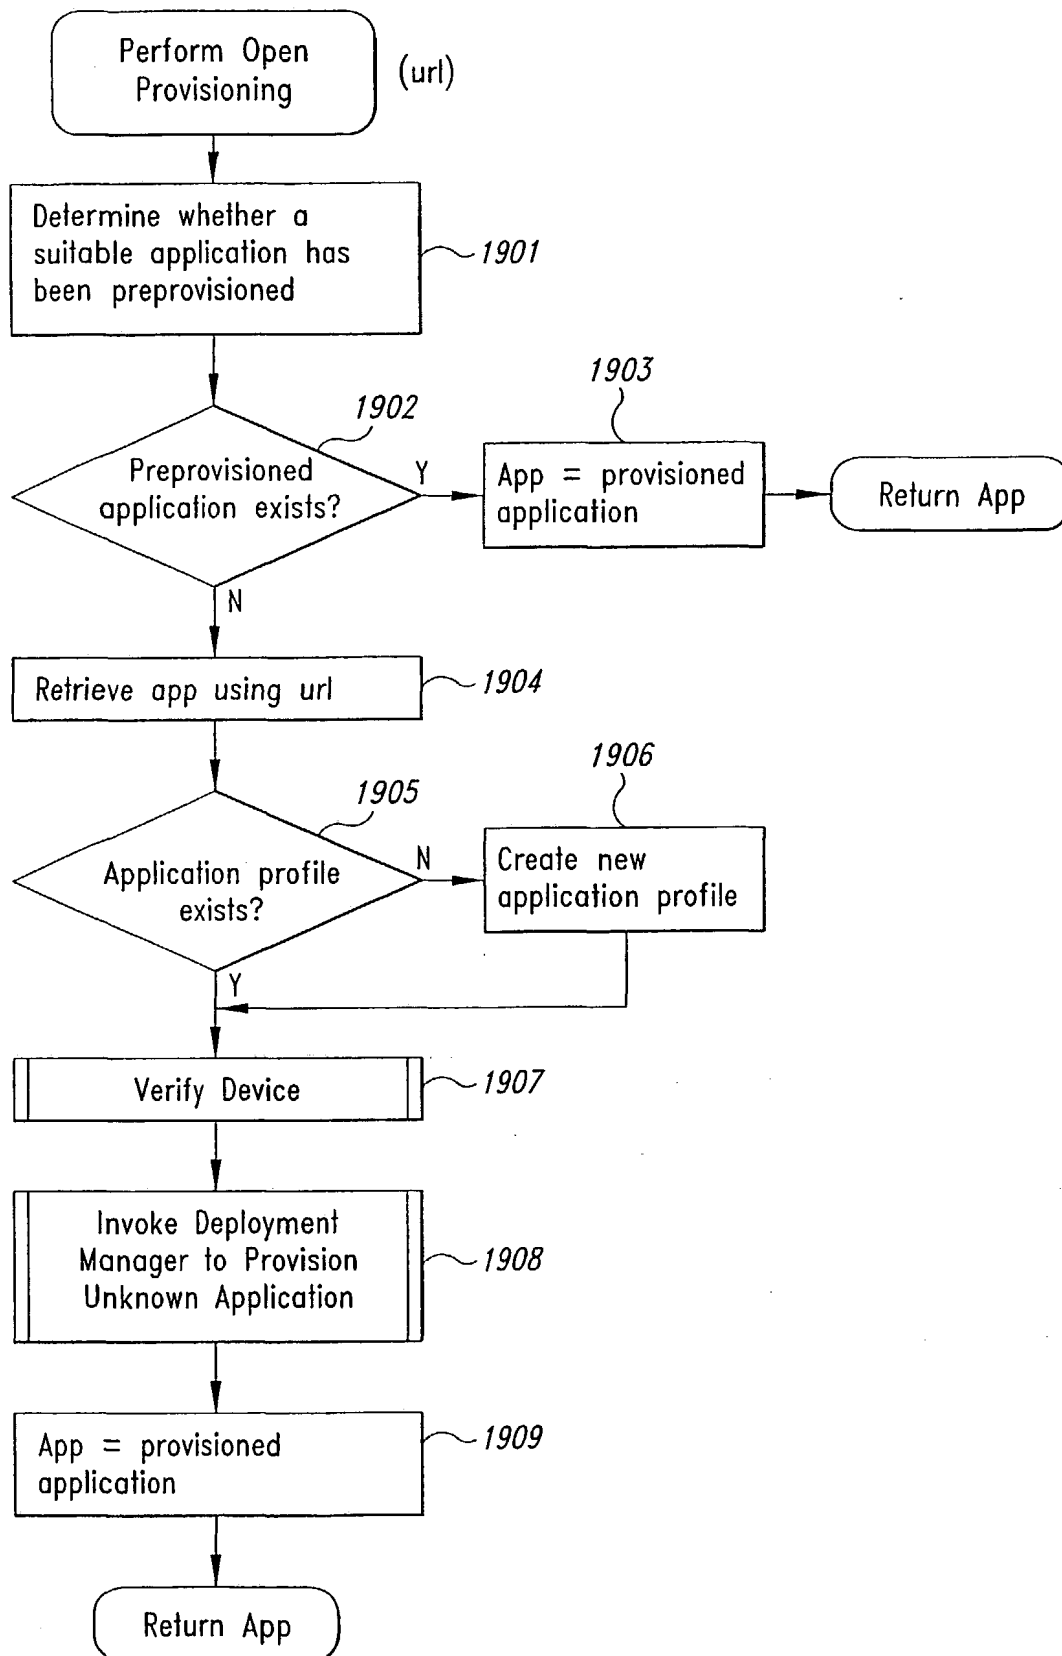 Perform Open
Provisioning
(url)
Determine whether a
suitable application has
been preprovisioned
1901
1902
Preprovisioned
application exists?
Y
1903
App = provisioned
application
Return App
N
Retrieve app using url
1904
1905
Application profile
exists?
N
1906
Create new
application profile
Y
Verify Device
1907
Invoke Deployment
Manager to Provision
Unknown Application
1908
App = provisioned
application
1909
Return App